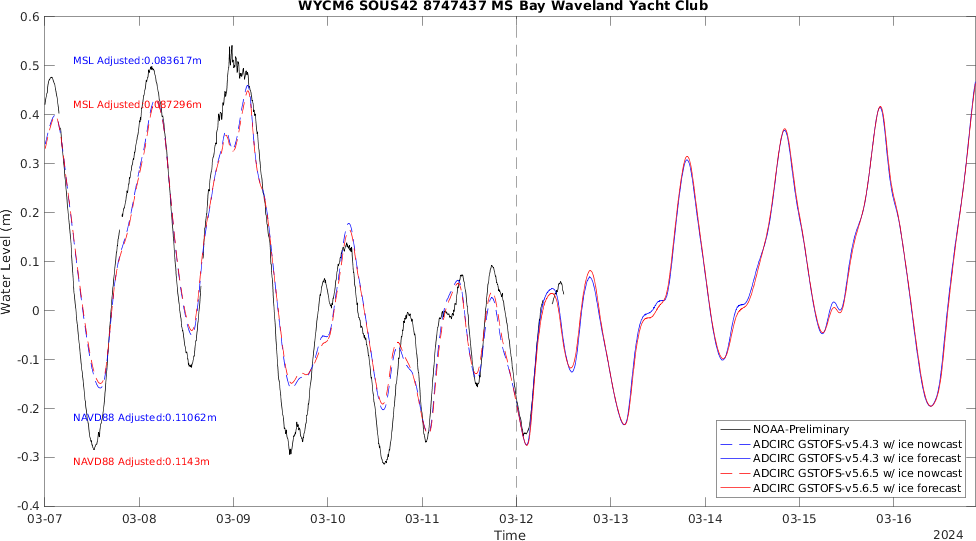 WYCM6 SOUS42 8747437 MS Bay Waveland Yacht Club
Water Level (m)
0.6
0.5
0.4
0.3
0.2
0.1
0
-0.1
-0.2
-0.3
-0.4
MSL Adjusted:0.083617m
MSL Adjusted:0.087296m
NAVD88 Adjusted:0.11062m
NAVD88 Adjusted:0.1143m
NOAA-Preliminary
ADCIRC GSTOFS-v5.4.3 w/ ice nowcast
ADCIRC GSTOFS-v5.4.3 w/ ice forecast
ADCIRC GSTOFS-v5.6.5 w/ ice nowcast
ADCIRC GSTOFS-v5.6.5 w/ ice forecast
03-07 03-08 03-09 03-10 03-11 03-12 03-13 03-14 03-15 03-16
Time
2024